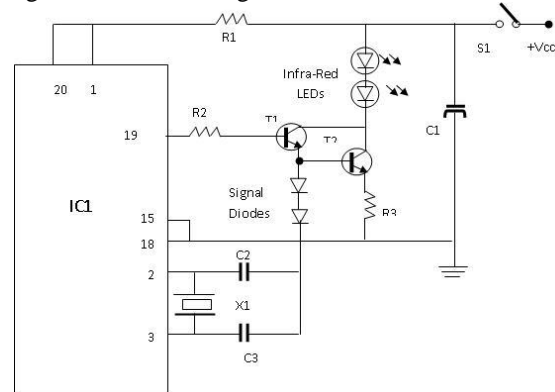 R1
S1
+Vcc
20
1
Infra-Red
LEDs
R2
T1
19
T2
C1
Signal
Diodes
R3
IC1
15
18
C2
2
X1
3
C3